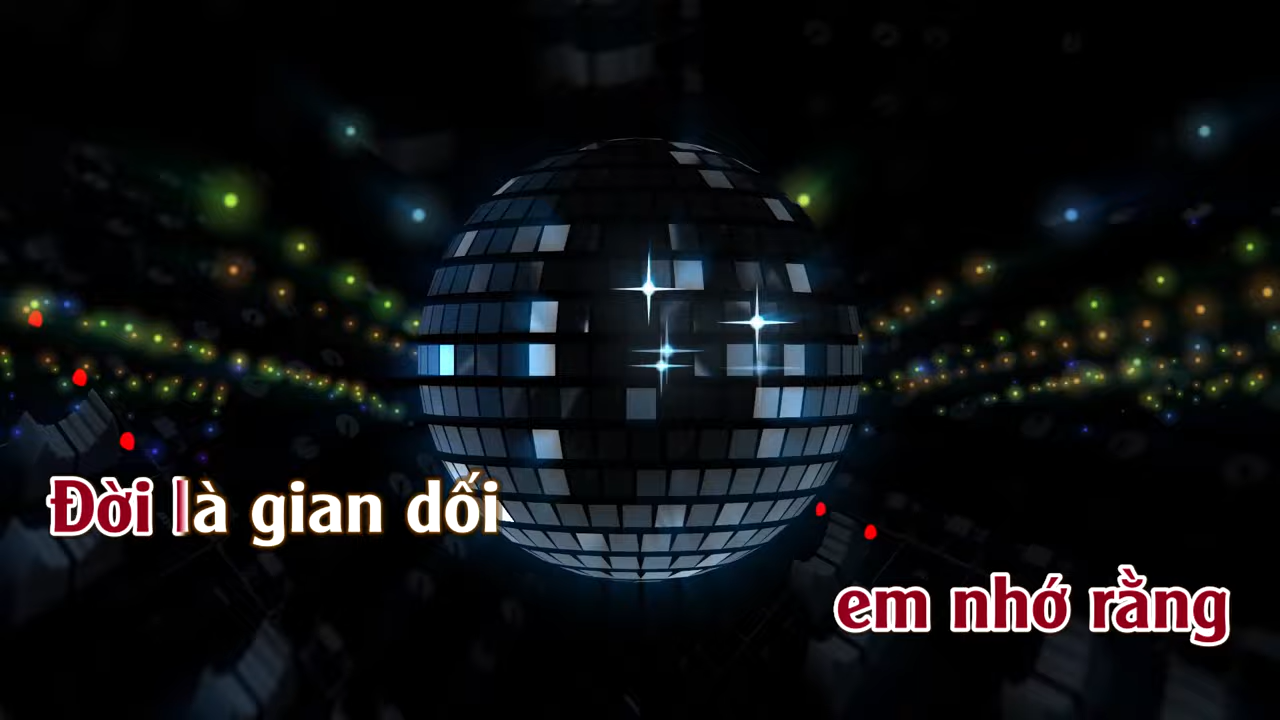 Đời là gian dối
em nhớ rằng